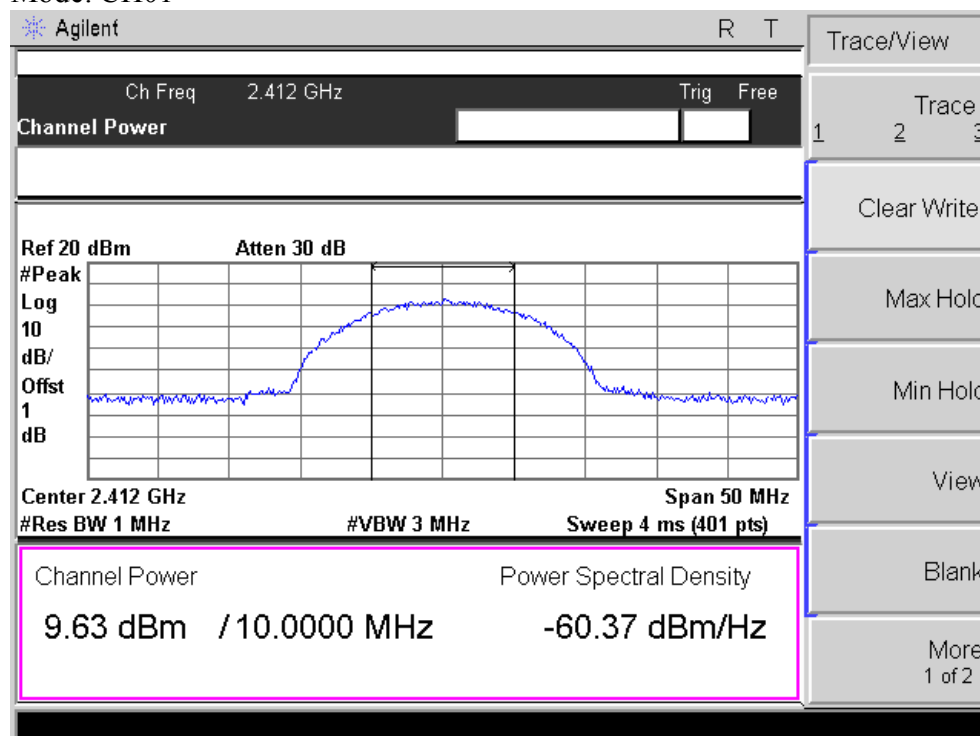 Agilent R T
Trace/View
Ch Freq 2.412 GHz Trig Free
Channel Power
Trace
1 2 3
Clear Write
Ref 20 dBm Atten 30 dB
#Peak
Log
10
dB/
Offst
1
dB
Max Hold
Min Hold
View
Center 2.412 GHz Span 50 MHz
#Res BW 1 MHz #VBW 3 MHz Sweep 4 ms (401 pts)
Channel Power Power Spectral Density
9.63 dBm / 10.0000 MHz -60.37 dBm/Hz
Blank
More
1 of 2